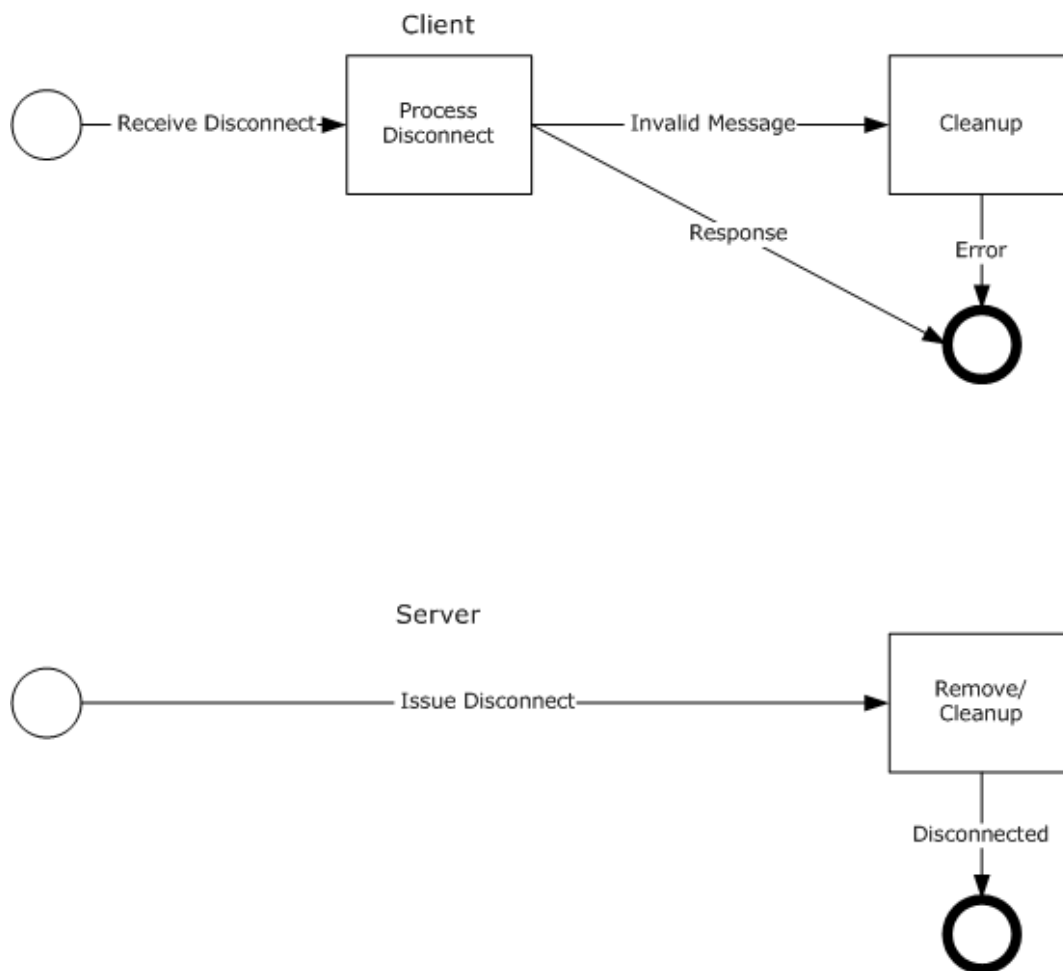 Client
Receive Disconnect
Process
Disconnect
Invalid Message
Cleanup
Response
Error
Server
Issue Disconnect
Remove/
Cleanup
Disconnected